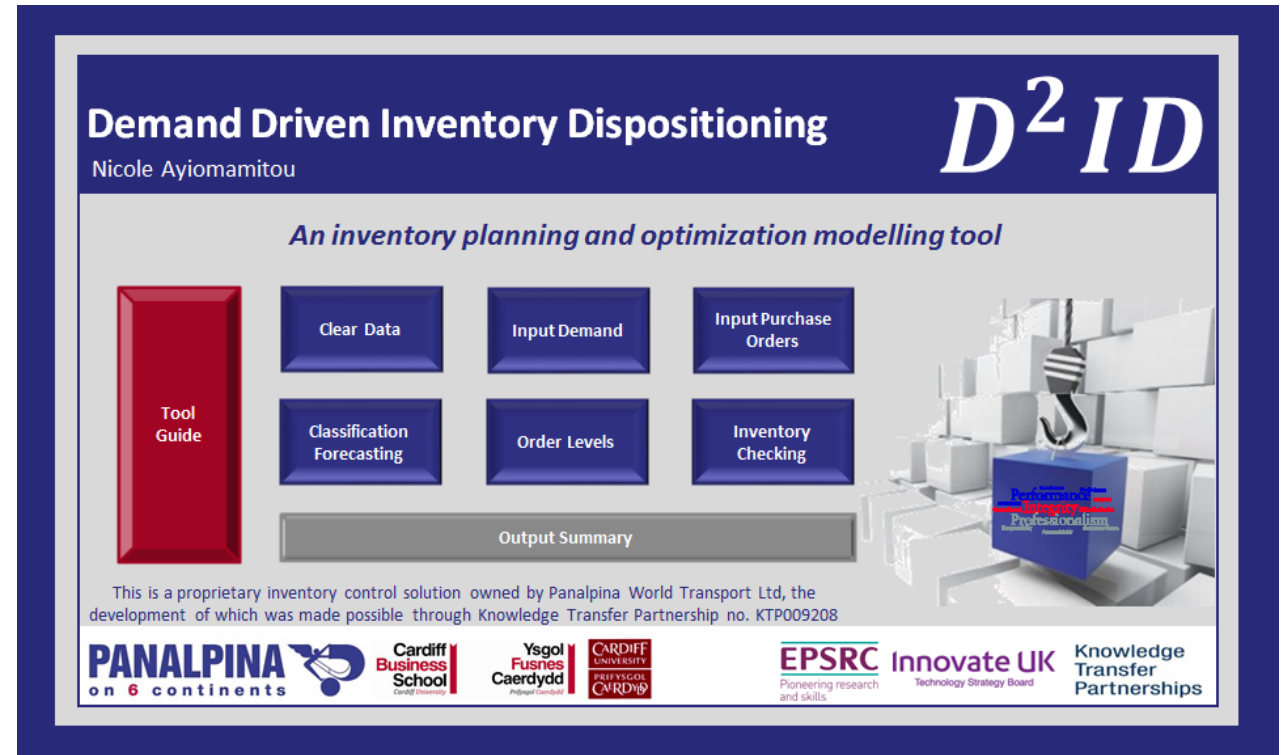 Demand Driven Inventory Dispositioning
Nicole Ayiomamitou
D² ID
An inventory planning and optimization modelling tool
Tool
Guide
Clear Data
Input Demand
Input Purchase
Orders
Classification
Forecasting
Order Levels
Inventory
Checking
Output Summary
Performance
Integrity
Professionalism
This is a proprietary inventory control solution owned by Panalpina World Transport Ltd, the
development of which was made possible through Knowledge Transfer Partnership no. KTP009208
PANALPINA
on 6 continents
Cardiff
Business
School
Cardiff University
Ysgol
Fusnes
Caerdydd
Prifysgol Caerdydd
CARDIFF
UNIVERSITY
PRIFYSGOL
CAERDYDD
EPSRC
Pioneering research
and skills
Innovate UK
Technology Strategy Board
Knowledge
Transfer
Partnerships